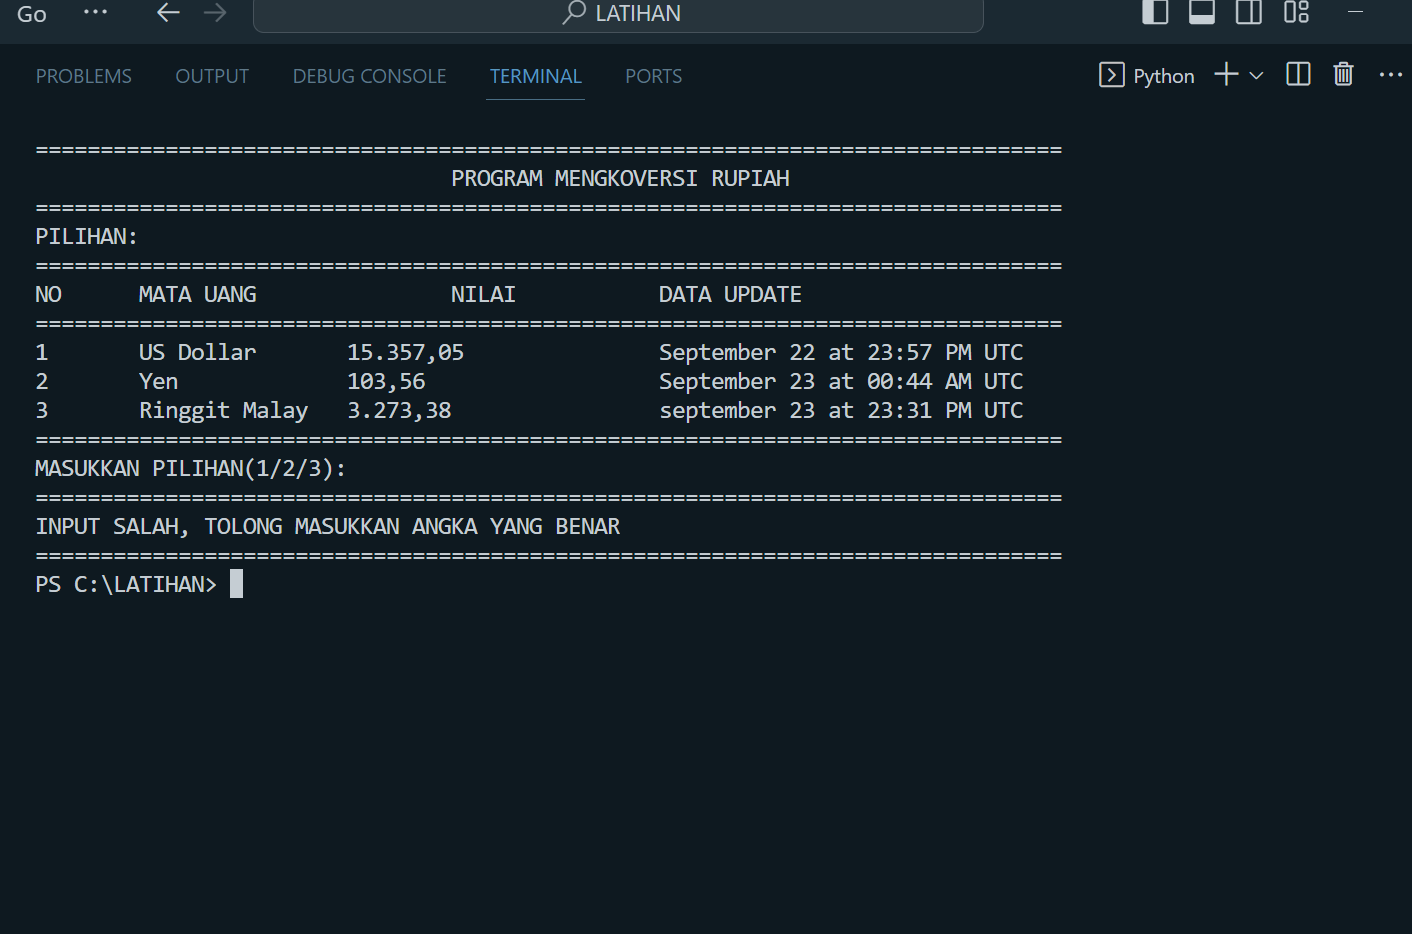 Go ··· LATIHAN
PROBLEMS OUTPUT DEBUG CONSOLE TERMINAL PORTS Python
===============================================================================
PROGRAM MENGKOVERSI RUPIAH
===============================================================================
PILIHAN:
===============================================================================
NO MATA UANG NILAI DATA UPDATE
===============================================================================
1 US Dollar 15.357,05 September 22 at 23:57 PM UTC
2 Yen 103,56 September 23 at 00:44 AM UTC
3 Ringgit Malay 3.273,38 september 23 at 23:31 PM UTC
===============================================================================
MASUKKAN PILIHAN(1/2/3):
===============================================================================
INPUT SALAH, TOLONG MASUKKAN ANGKA YANG BENAR
===============================================================================
PS C:\LATIHAN>